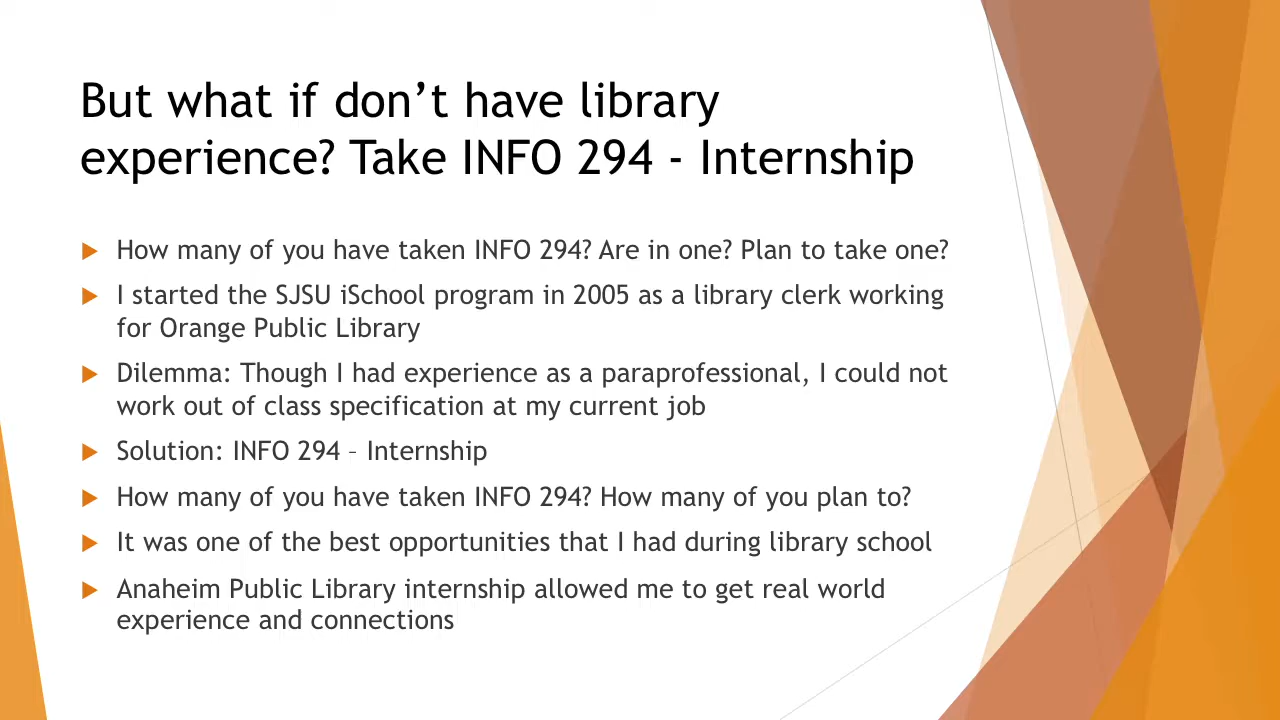 But what if don’t have library
experience? Take INFO 294 - Internship
How many of you have taken INFO 294? Are in one? Plan to take one?
I started the SJSU iSchool program in 2005 as a library clerk working
for Orange Public Library
Dilemma: Though I had experience as a paraprofessional, I could not
work out of class specification at my current job
Solution: INFO 294 – Internship
How many of you have taken INFO 294? How many of you plan to?
It was one of the best opportunities that I had during library school
Anaheim Public Library internship allowed me to get real world
experience and connections